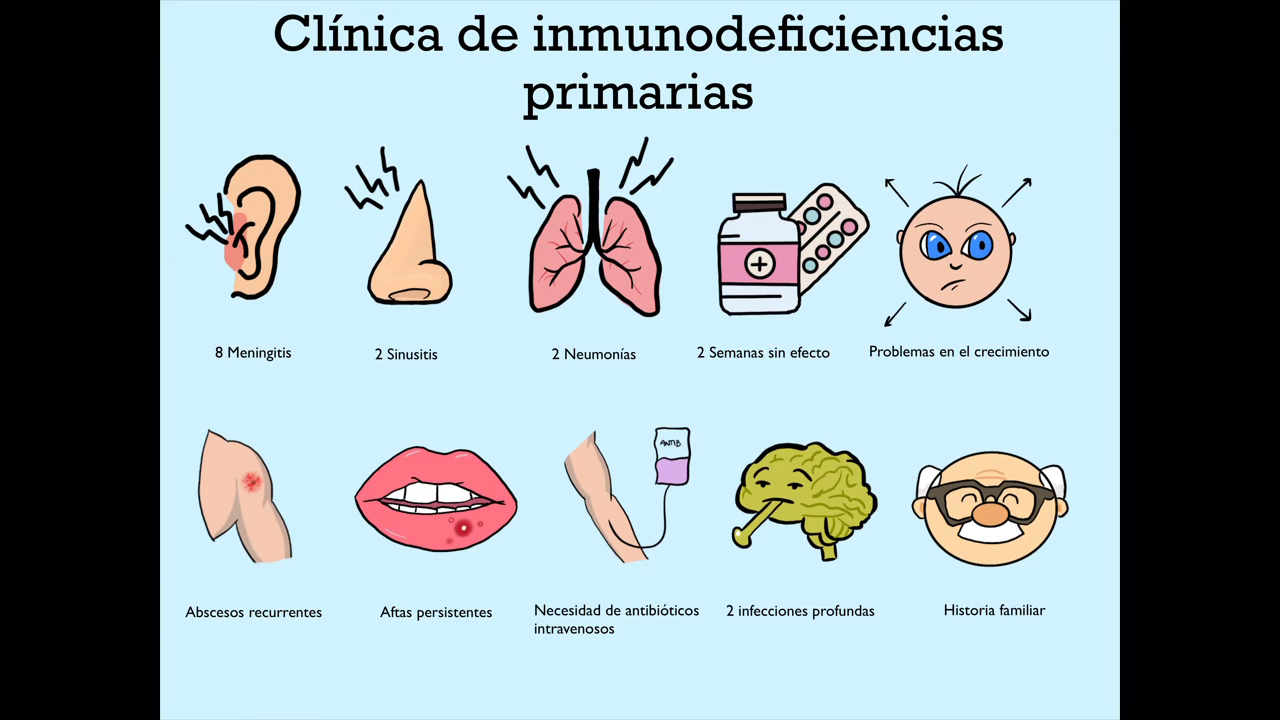 Clínica de inmunodeficiencias
primarias
8 Meningitis
2 Sinusitis
2 Neumonías
2 Semanas sin efecto
Problemas en el crecimiento
ANTIB.
Abscesos recurrentes
Aftas persistentes
Necesidad de antibióticos
intravenosos
2 infecciones profundas
Historia familiar